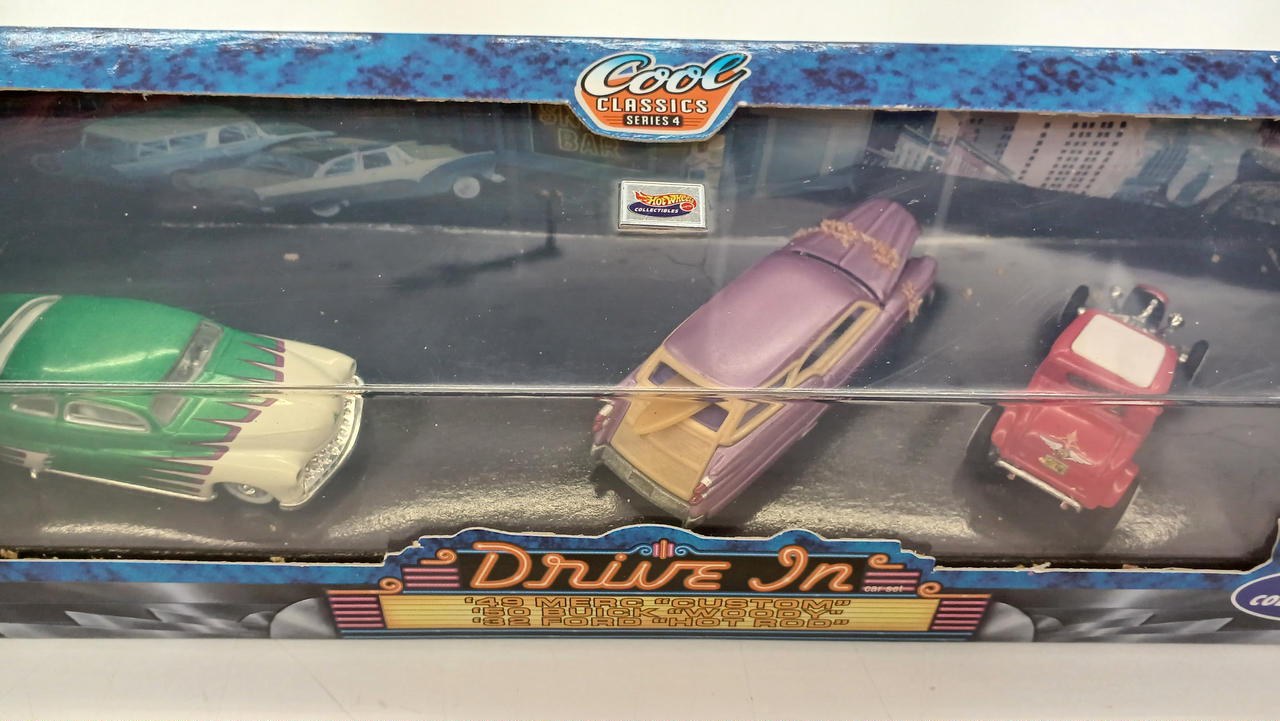 Cool
CLASSICS
SERIES 4
HOT WHEELS
COLLECTIBLES
Drive In
car set
'49 MERC "CUSTOM"
'50 BUICK "WOODY"
'32 FORD "HOT ROD"